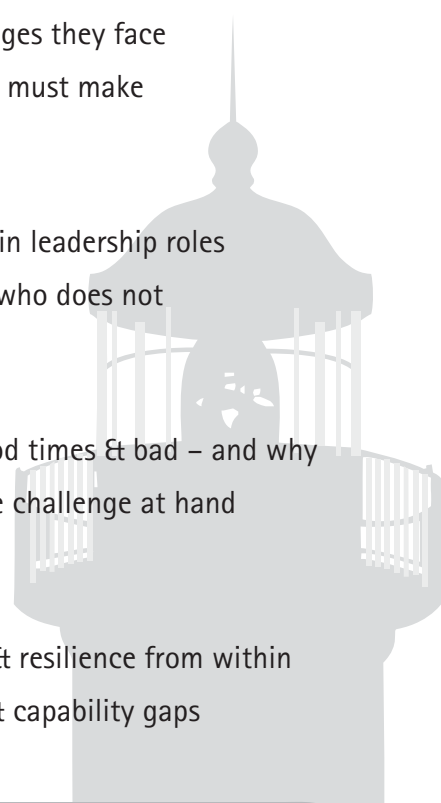 ges they face
must make
in leadership roles
who does not
od times & bad – and why
e challenge at hand
& resilience from within
& capability gaps